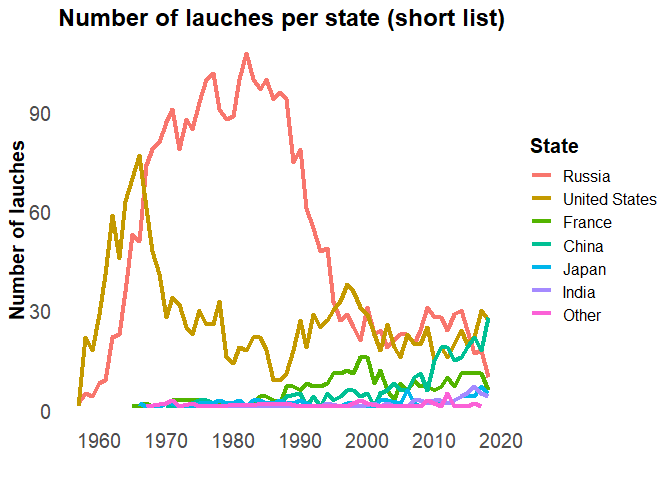 Number of lauches per state (short list)
Number of lauches
90
60
30
0
1960 1970 1980 1990 2000 2010 2020
State
Russia
United States
France
China
Japan
India
Other